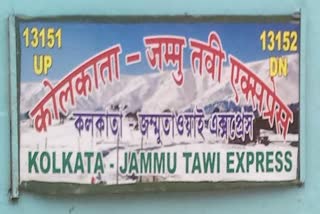 13151
UP
13152
DN
कोलकाता - जम्मू तवी एक्सप्रेस
কলকাতা জম্মুতাওয়াই-এক্সপ্রেস
KOLKATA - JAMMU TAWI EXPRESS